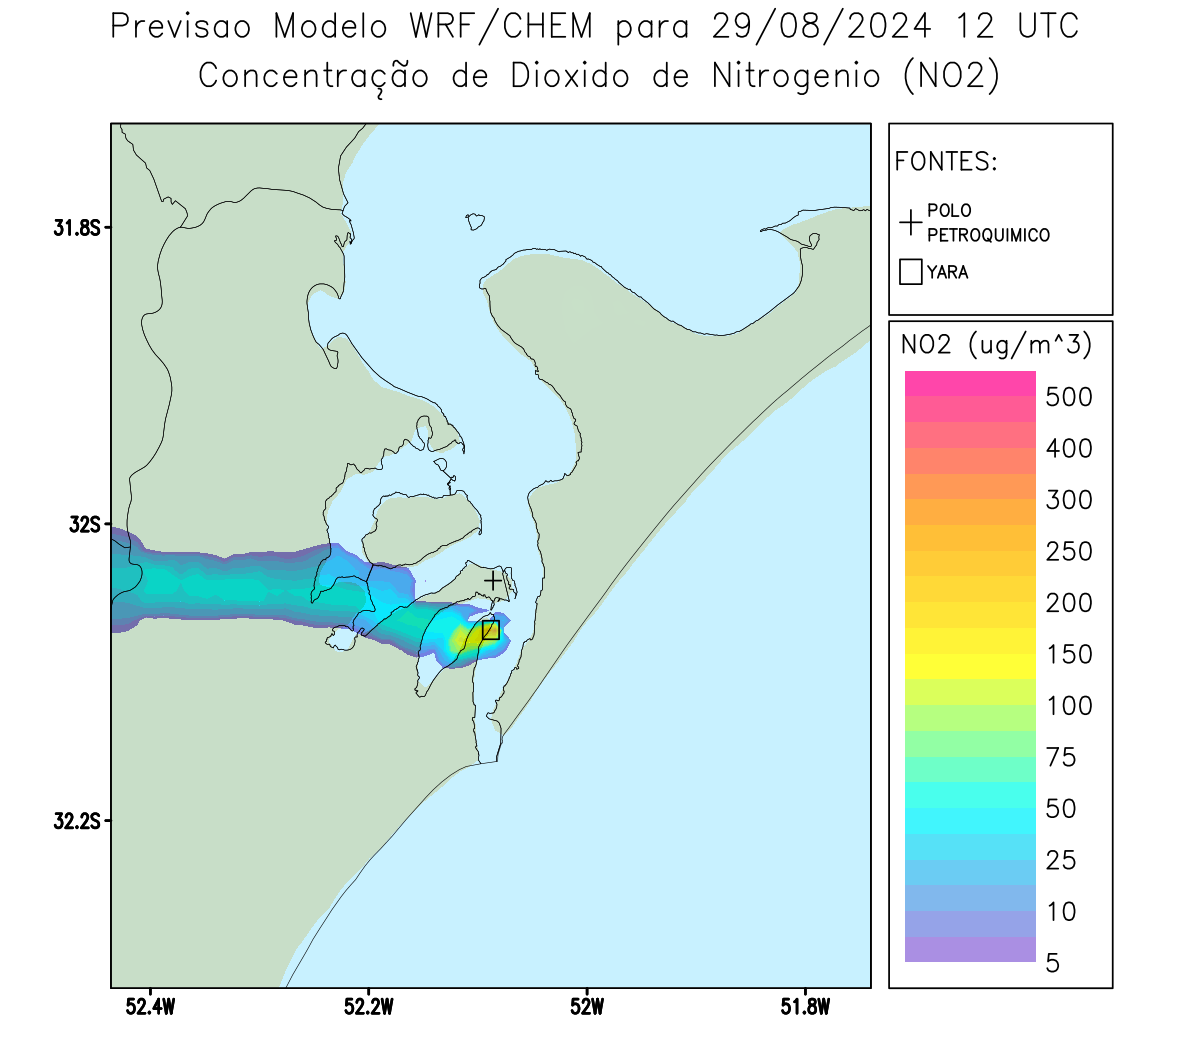 Previsao Modelo WRF/CHEM para 29/08/2024 12 UTC
Concentração de Dioxido de Nitrogenio (NO2)
FONTES:
POLO
PETROQUIMICO
YARA
NO2 (ug/m^3)
500
400
300
250
200
150
100
75
50
25
10
5
31.8S
32S
32.2S
52.4W
52.2W
52W
51.8W